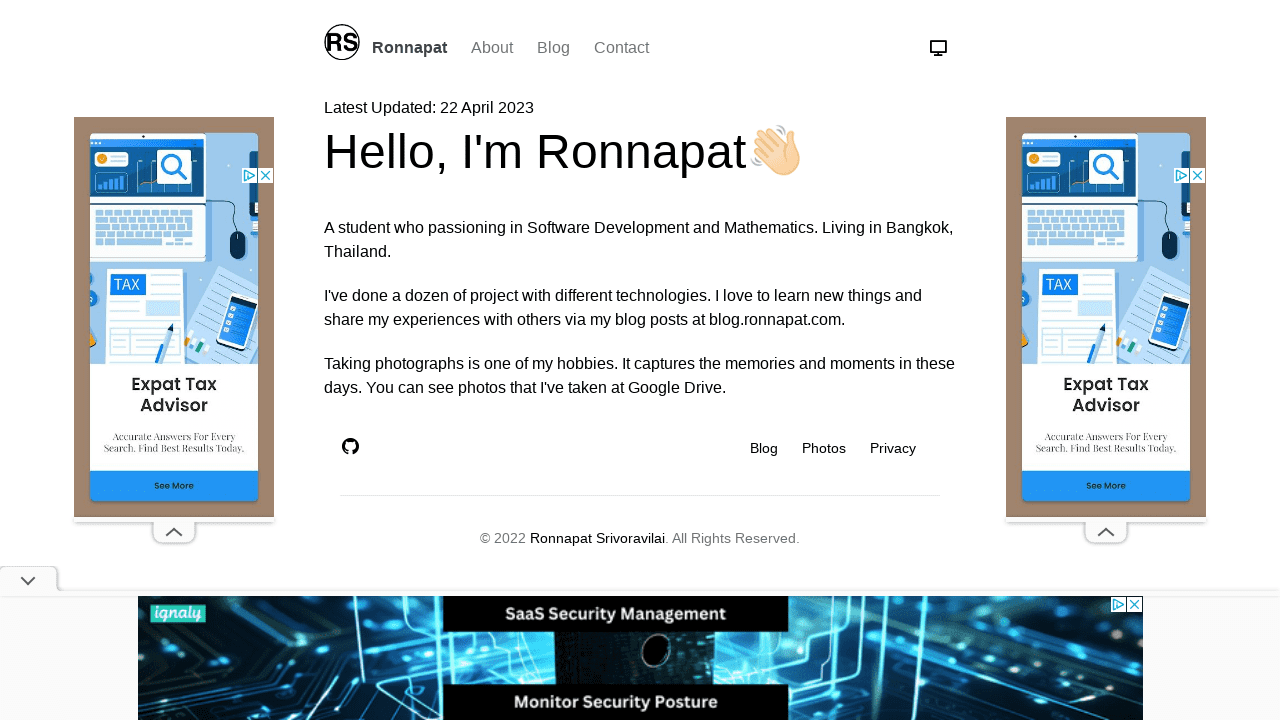 RS
Ronnapat About Blog Contact
Latest Updated: 22 April 2023
Hello, I'm Ronnapat
A student who passioning in Software Development and Mathematics. Living in Bangkok,
Thailand.
I've done a dozen of project with different technologies. I love to learn new things and
share my experiences with others via my blog posts at blog.ronnapat.com.
Taking photographs is one of my hobbies. It captures the memories and moments in these
days. You can see photos that I've taken at Google Drive.
Blog Photos Privacy
© 2022 Ronnapat Srivoravilai. All Rights Reserved.
TAX
Expat Tax
Advisor
Accurate Answers For Every
Search. Find Best Results Today.
See More
TAX
Expat Tax
Advisor
Accurate Answers For Every
Search. Find Best Results Today.
See More
ignaly
SaaS Security Management
Monitor Security Posture